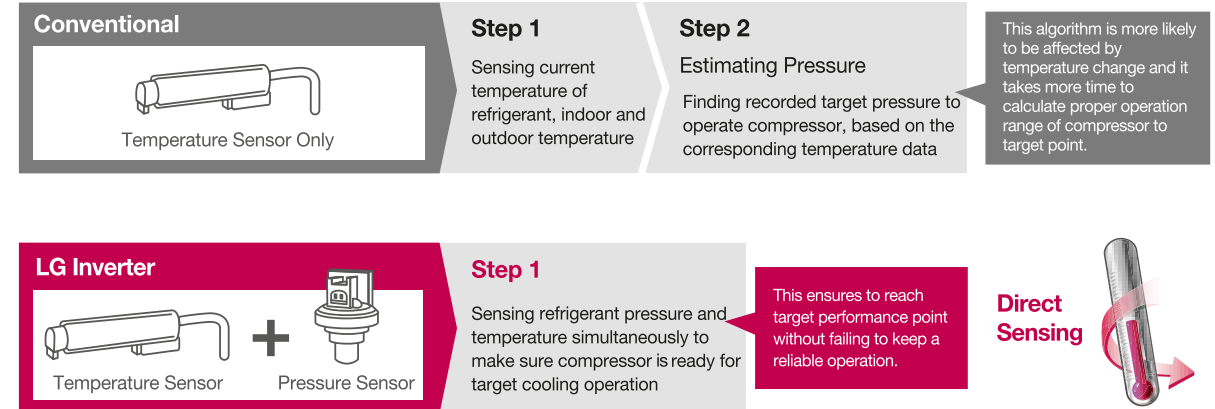 Conventional
Temperature Sensor Only
Step 1
Sensing current
temperature of
refrigerant, indoor and
outdoor temperature
Step 2
Estimating Pressure
Finding recorded target pressure to
operate compressor, based on the
corresponding temperature data
This algorithm is more likely
to be affected by
temperature change and it
takes more time to
calculate proper operation
range of compressor to
target point.
LG Inverter
Temperature Sensor
Pressure Sensor
Step 1
Sensing refrigerant pressure and
temperature simultaneously to
make sure compressor is ready for
target cooling operation
This ensures to reach
target performance point
without failing to keep a
reliable operation.
Direct
Sensing